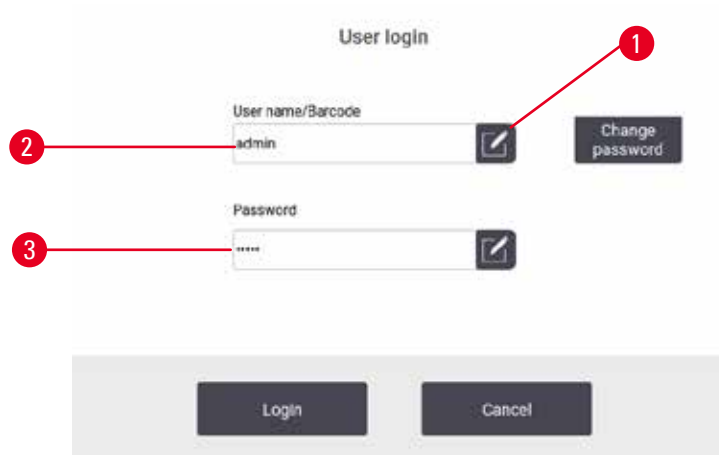 User login
1
User name/Barcode
2
admin
Change
password
Password
3
•••••
Login
Cancel